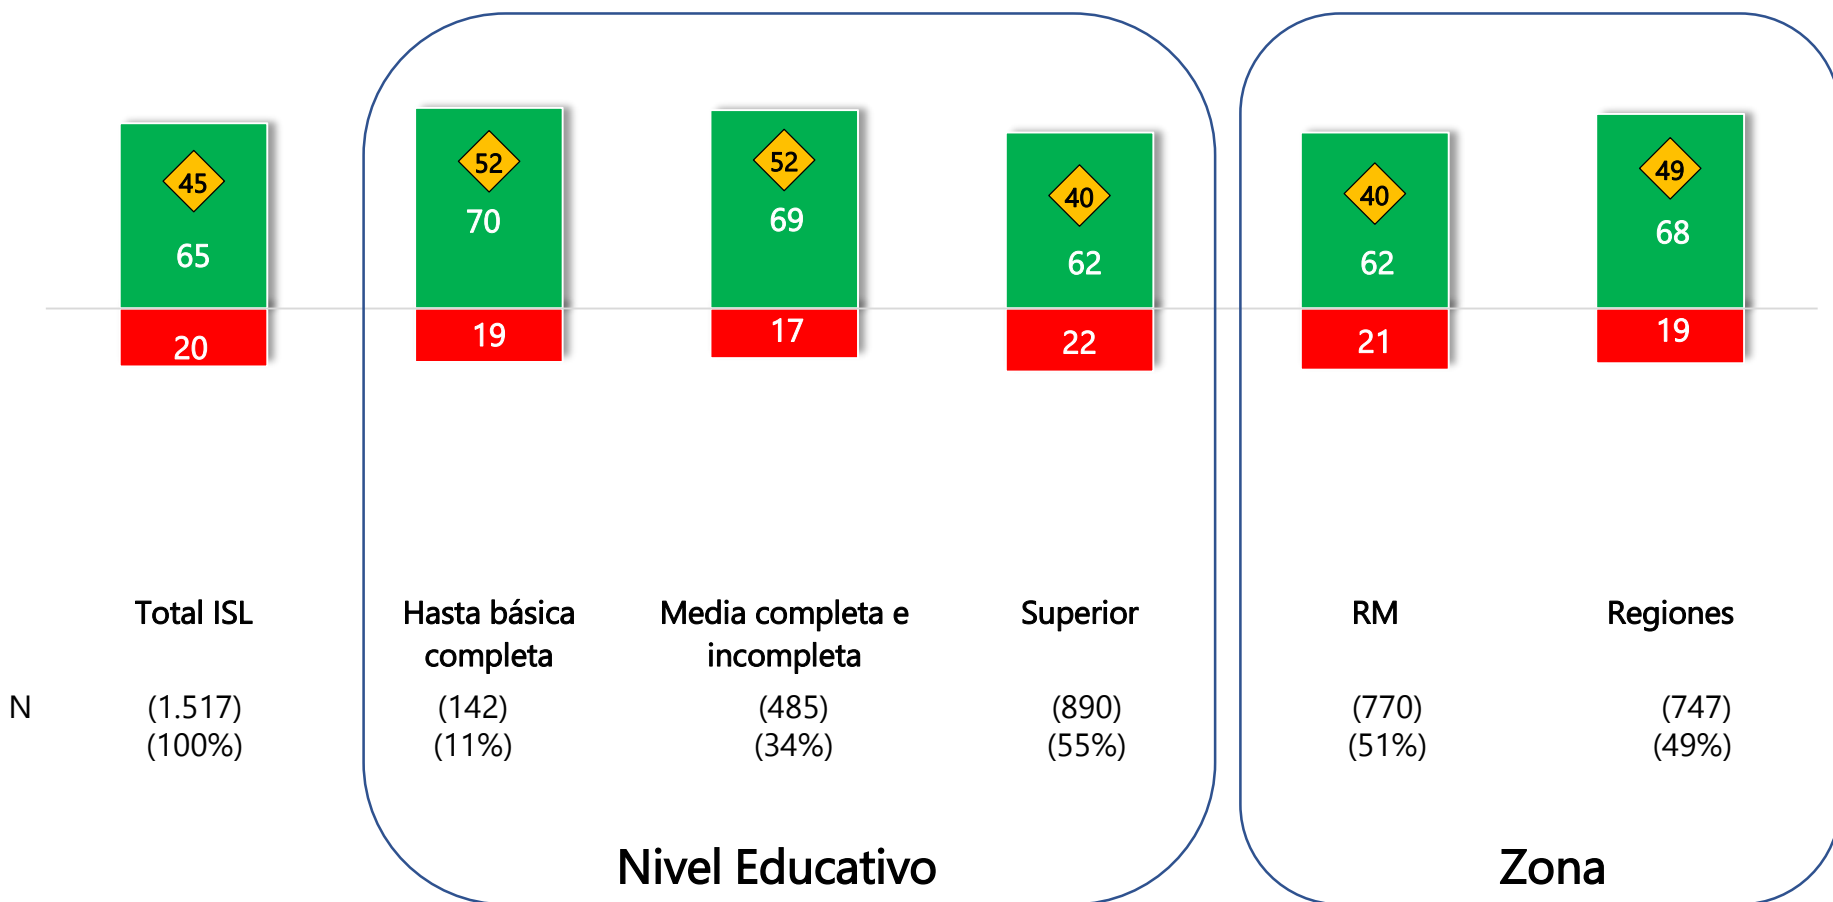 45 52 52 40 40 49
65 70 69 62 62 68
20 19 17 22 21 19
Total ISL Hasta básica Media completa e Superior RM Regiones
completa incompleta
N (1.517) (142) (485) (890) (770) (747)
(100%) (11%) (34%) (55%) (51%) (49%)
Nivel Educativo Zona